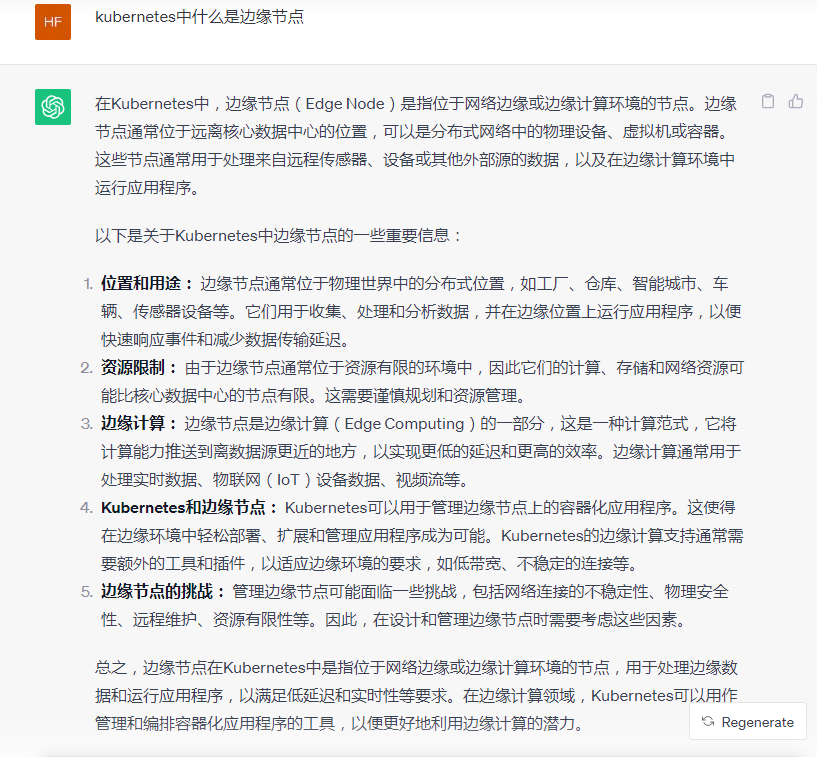 HF
kubernetes中什么是边缘节点
在Kubernetes中，边缘节点（Edge Node）是指位于网络边缘或边缘计算环境的节点。边缘
节点通常位于远离核心数据中心的位置，可以是分布式网络中的物理设备、虚拟机或容器。
这些节点通常用于处理来自远程传感器、设备或其他外部源的数据，以及在边缘计算环境中
运行应用程序。
以下是关于Kubernetes中边缘节点的一些重要信息：
1. 位置和用途： 边缘节点通常位于物理世界中的分布式位置，如工厂、仓库、智能城市、车
辆、传感器设备等。它们用于收集、处理和分析数据，并在边缘位置上运行应用程序，以便
快速响应事件和减少数据传输延迟。
2. 资源限制： 由于边缘节点通常位于资源有限的环境中，因此它们的计算、存储和网络资源可
能比核心数据中心的节点有限。这需要谨慎规划和资源管理。
3. 边缘计算： 边缘节点是边缘计算（Edge Computing）的一部分，这是一种计算范式，它将
计算能力推送到离数据源更近的地方，以实现更低的延迟和更高的效率。边缘计算通常用于
处理实时数据、物联网（IoT）设备数据、视频流等。
4. Kubernetes和边缘节点： Kubernetes可以用于管理边缘节点上的容器化应用程序。这使得
在边缘环境中轻松部署、扩展和管理应用程序成为可能。Kubernetes的边缘计算支持通常需
要额外的工具和插件，以适应边缘环境的要求，如低带宽、不稳定的连接等。
5. 边缘节点的挑战： 管理边缘节点可能面临一些挑战，包括网络连接的不稳定性、物理安全
性、远程维护、资源有限性等。因此，在设计和管理边缘节点时需要考虑这些因素。
总之，边缘节点在Kubernetes中是指位于网络边缘或边缘计算环境的节点，用于处理边缘数
据和运行应用程序，以满足低延迟和实时性等要求。在边缘计算领域，Kubernetes可以用作
管理和编排容器化应用程序的工具，以便更好地利用边缘计算的潜力。
Regenerate